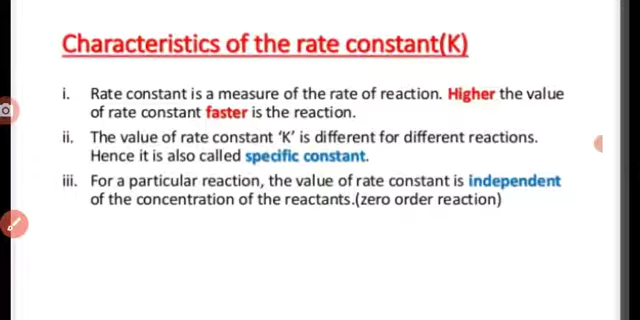 Characteristics of the rate constant(K)
i. Rate constant is a measure of the rate of reaction. Higher the value
of rate constant faster is the reaction.
ii. The value of rate constant ‘K’ is different for different reactions.
Hence it is also called specific constant.
iii. For a particular reaction, the value of rate constant is independent
of the concentration of the reactants.(zero order reaction)